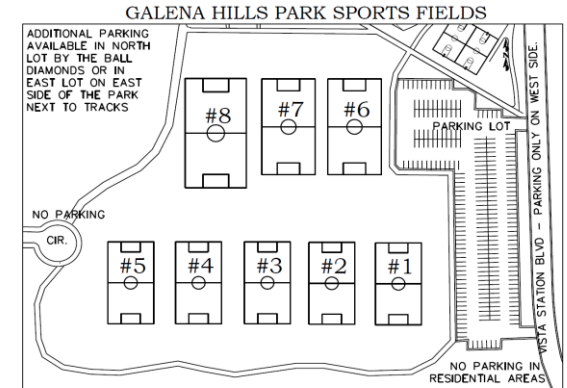 GALENA HILLS PARK SPORTS FIELDS
ADDITIONAL PARKING
AVAILABLE IN NORTH
LOT BY THE BALL
DIAMONDS OR IN
EAST LOT ON EAST
SIDE OF THE PARK
NEXT TO TRACKS
#8
#7
#6
PARKING LOT
VISTA STATION BLVD - PARKING ONLY ON WEST SIDE.
NO PARKING
CIR.
#5
#4
#3
#2
#1
NO PARKING IN
RESIDENTIAL AREAS